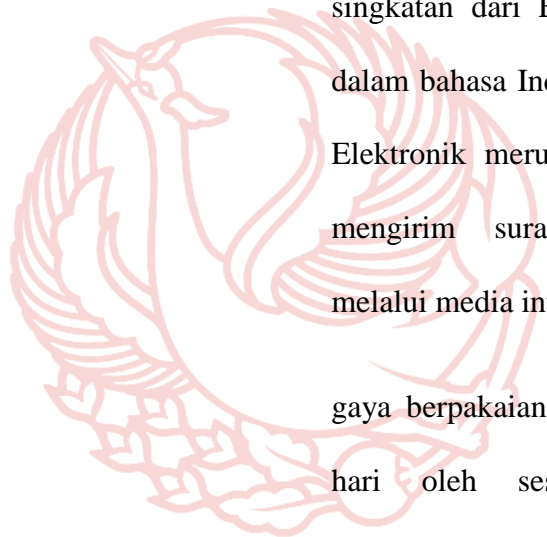 singkatan dari
dalam bahasa
Elektronik
mengirim
melalui media
gaya berpakaian
hari oleh